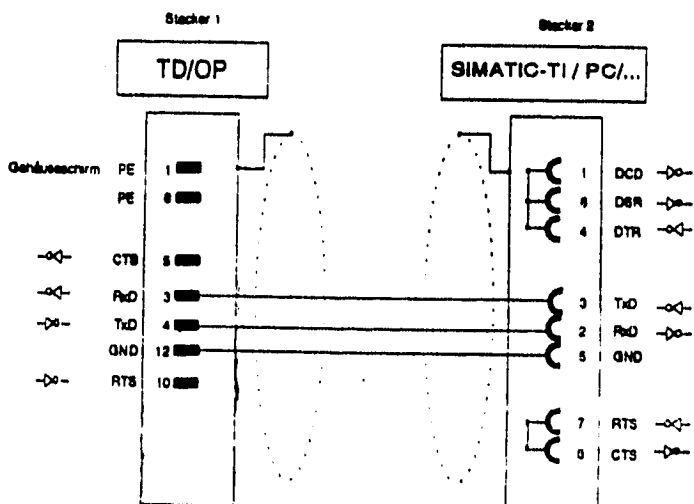 Stecker 1
Stecker 2
TD/OP
SIMATIC-TI / PC/...
Gehäuseschirm PE 1
PE 8
CTS 5
RxD 3
TxD 4
GND 12
RTS 10
1 DCD
6 DSR
4 DTR
3 TxD
2 RxD
5 GND
7 RTS
CTS